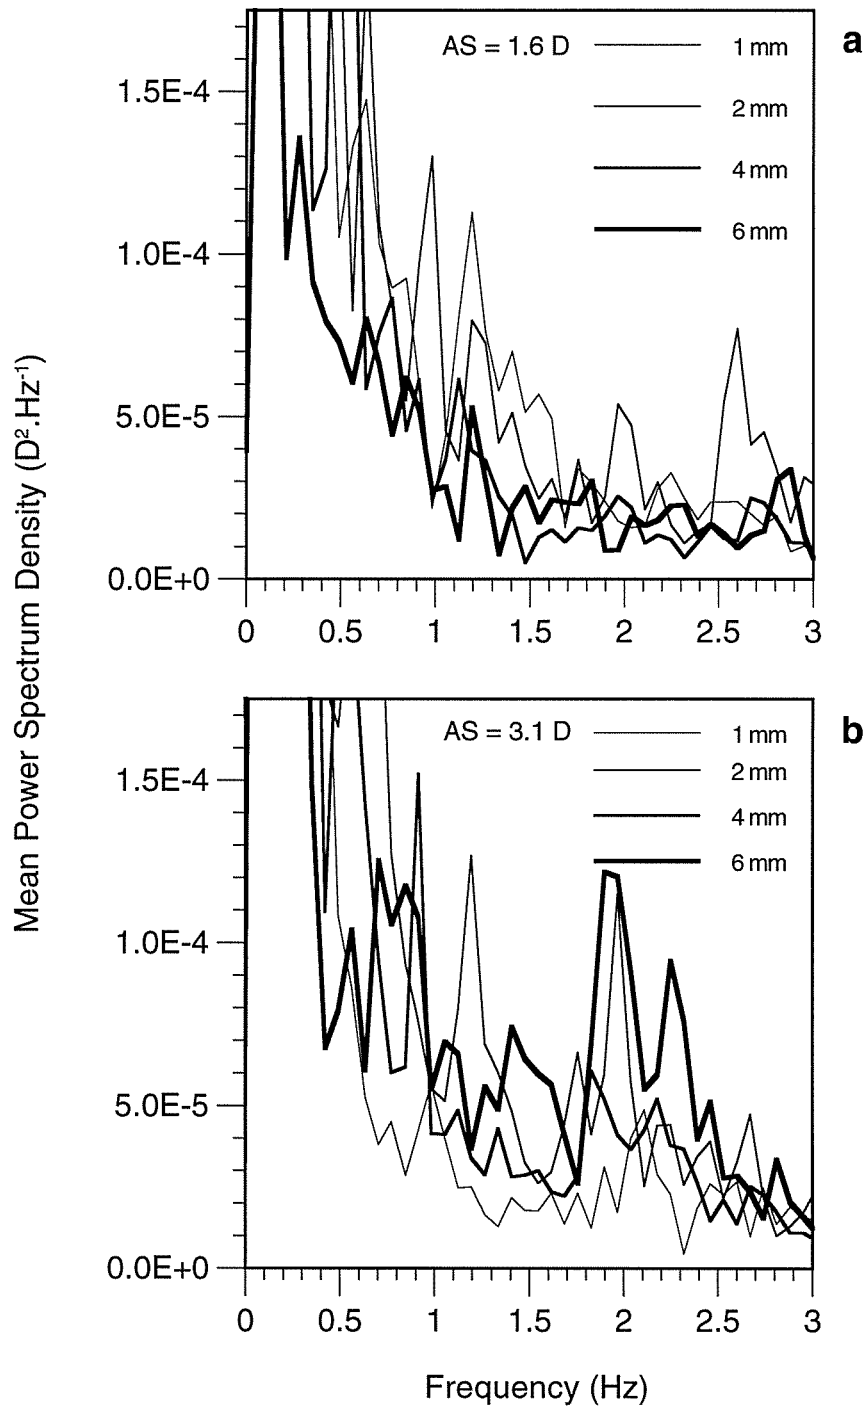 a
AS = 1.6 D
1 mm
2 mm
4 mm
6 mm
1.5E-4
1.0E-4
5.0E-5
0.0E+0
0 0.5 1 1.5 2 2.5 3
Mean Power Spectrum Density (D².Hz⁻¹)
b
AS = 3.1 D
1 mm
2 mm
4 mm
6 mm
1.5E-4
1.0E-4
5.0E-5
0.0E+0
0 0.5 1 1.5 2 2.5 3
Frequency (Hz)